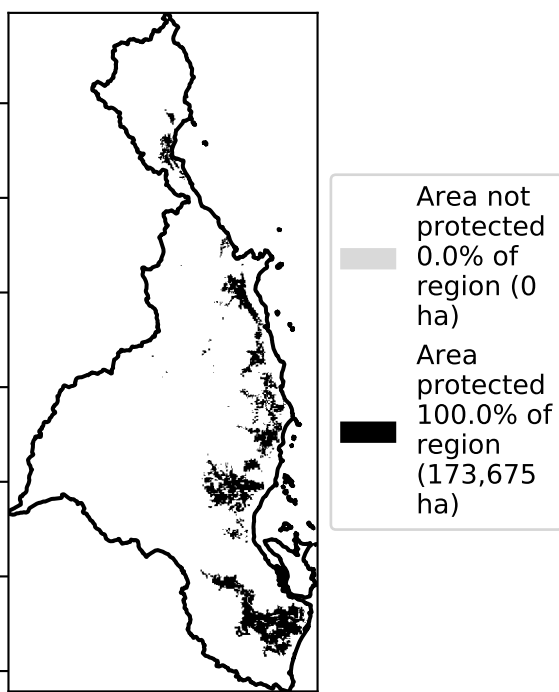 Area not
protected
0.0% of
region (0
ha)
Area
protected
100.0% of
region
(173,675
ha)